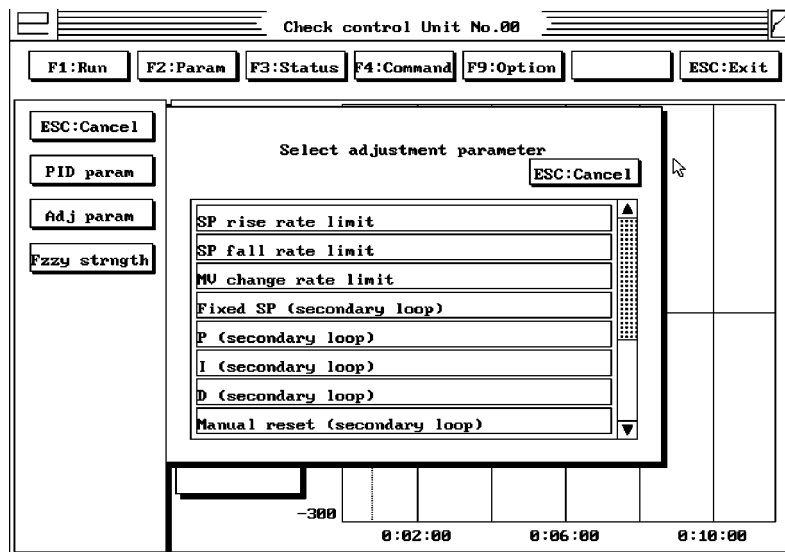 Check control Unit No.00
F1:Run F2:Param F3:Status F4:Command F9:Option ESC:Exit
ESC:Cancel
PID param
Adj param
Fzzy strngth
Select adjustment parameter
ESC:Cancel
SP rise rate limit
SP fall rate limit
MV change rate limit
Fixed SP (secondary loop)
P (secondary loop)
I (secondary loop)
D (secondary loop)
Manual reset (secondary loop)
-300
0:02:00 0:06:00 0:10:00